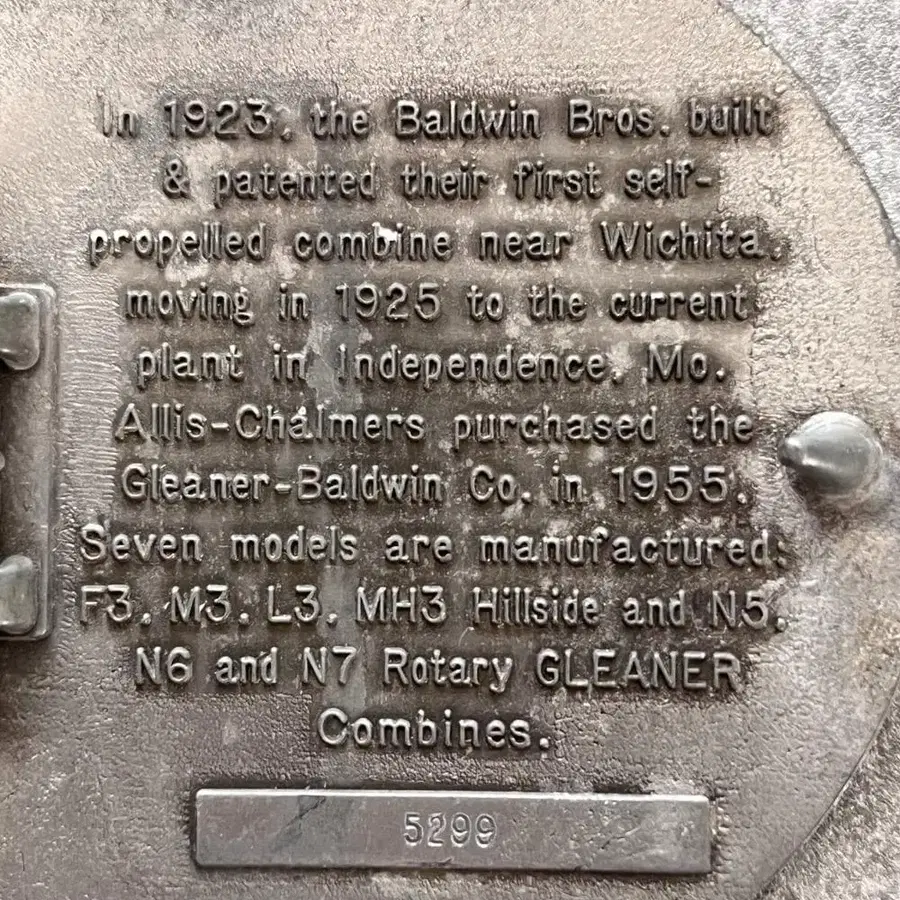 In 1923, the Baldwin Bros. built
& patented their first self-
propelled combine near Wichita,
moving in 1925 to the current
plant in Independence, Mo.
Allis-Chalmers purchased the
Gleaner-Baldwin Co. in 1955.
Seven models are manufactured:
F3, M3, L3, MH3 Hillside and N5,
N6 and N7 Rotary GLEANER
Combines.
5299